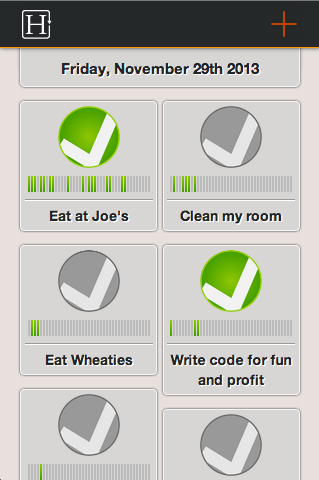 H
Friday, November 29th 2013
Eat at Joe's
Clean my room
Eat Wheaties
Write code for fun
and profit